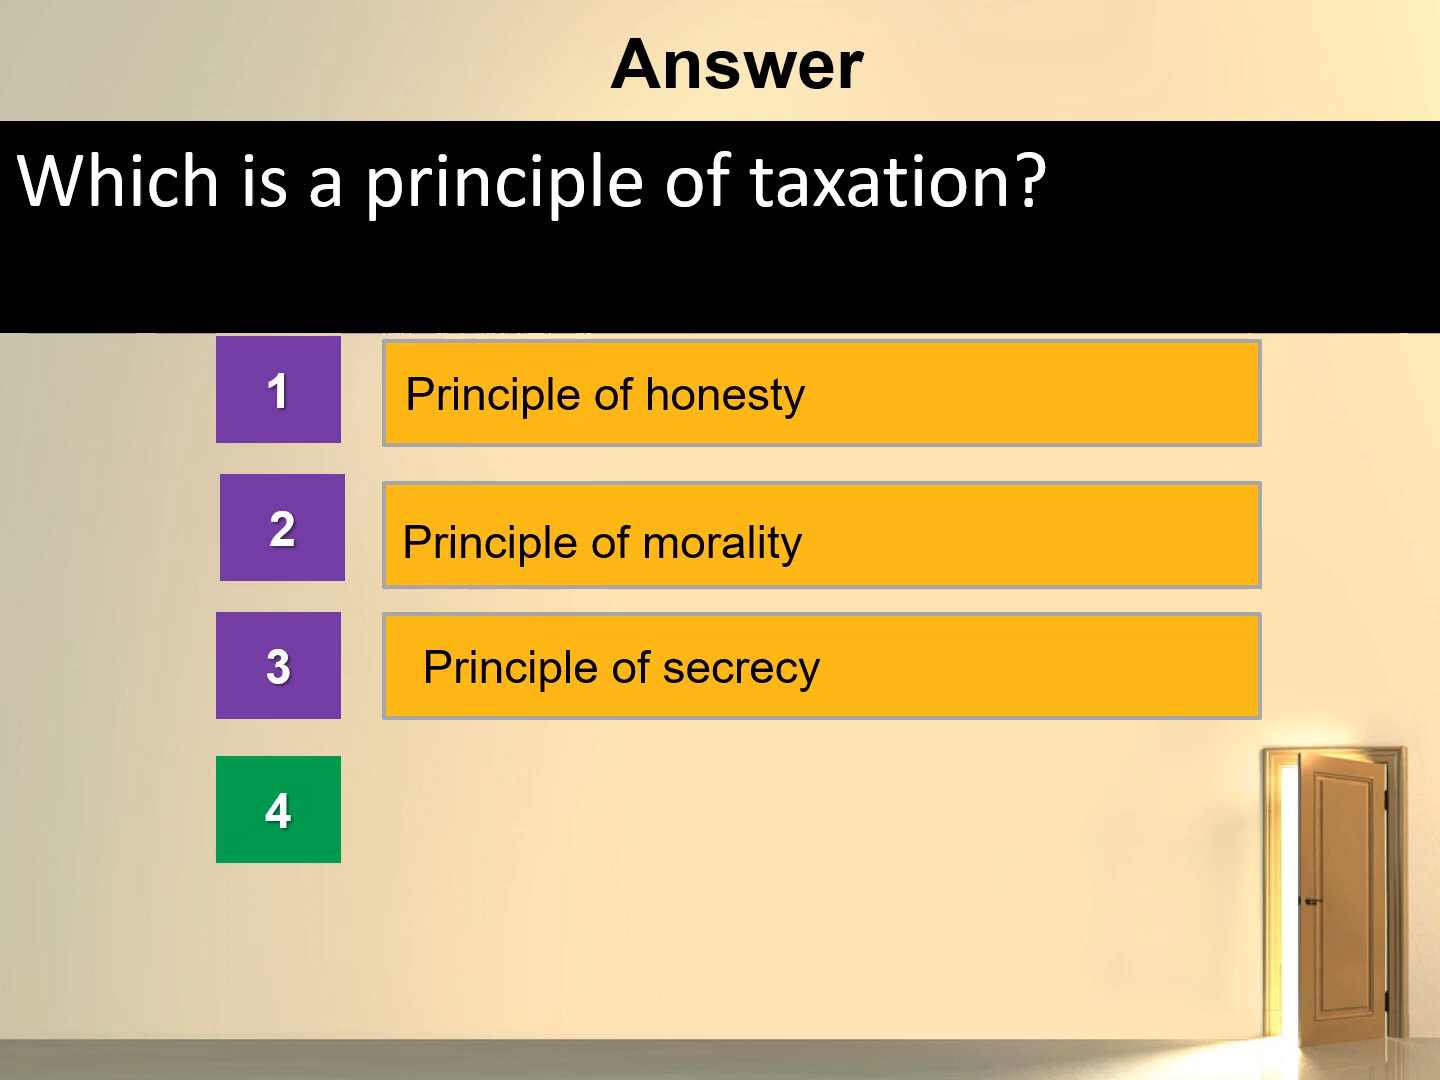 Answer
Which is a principle of taxation?
1 Principle of honesty
2 Principle of morality
3 Principle of secrecy
4